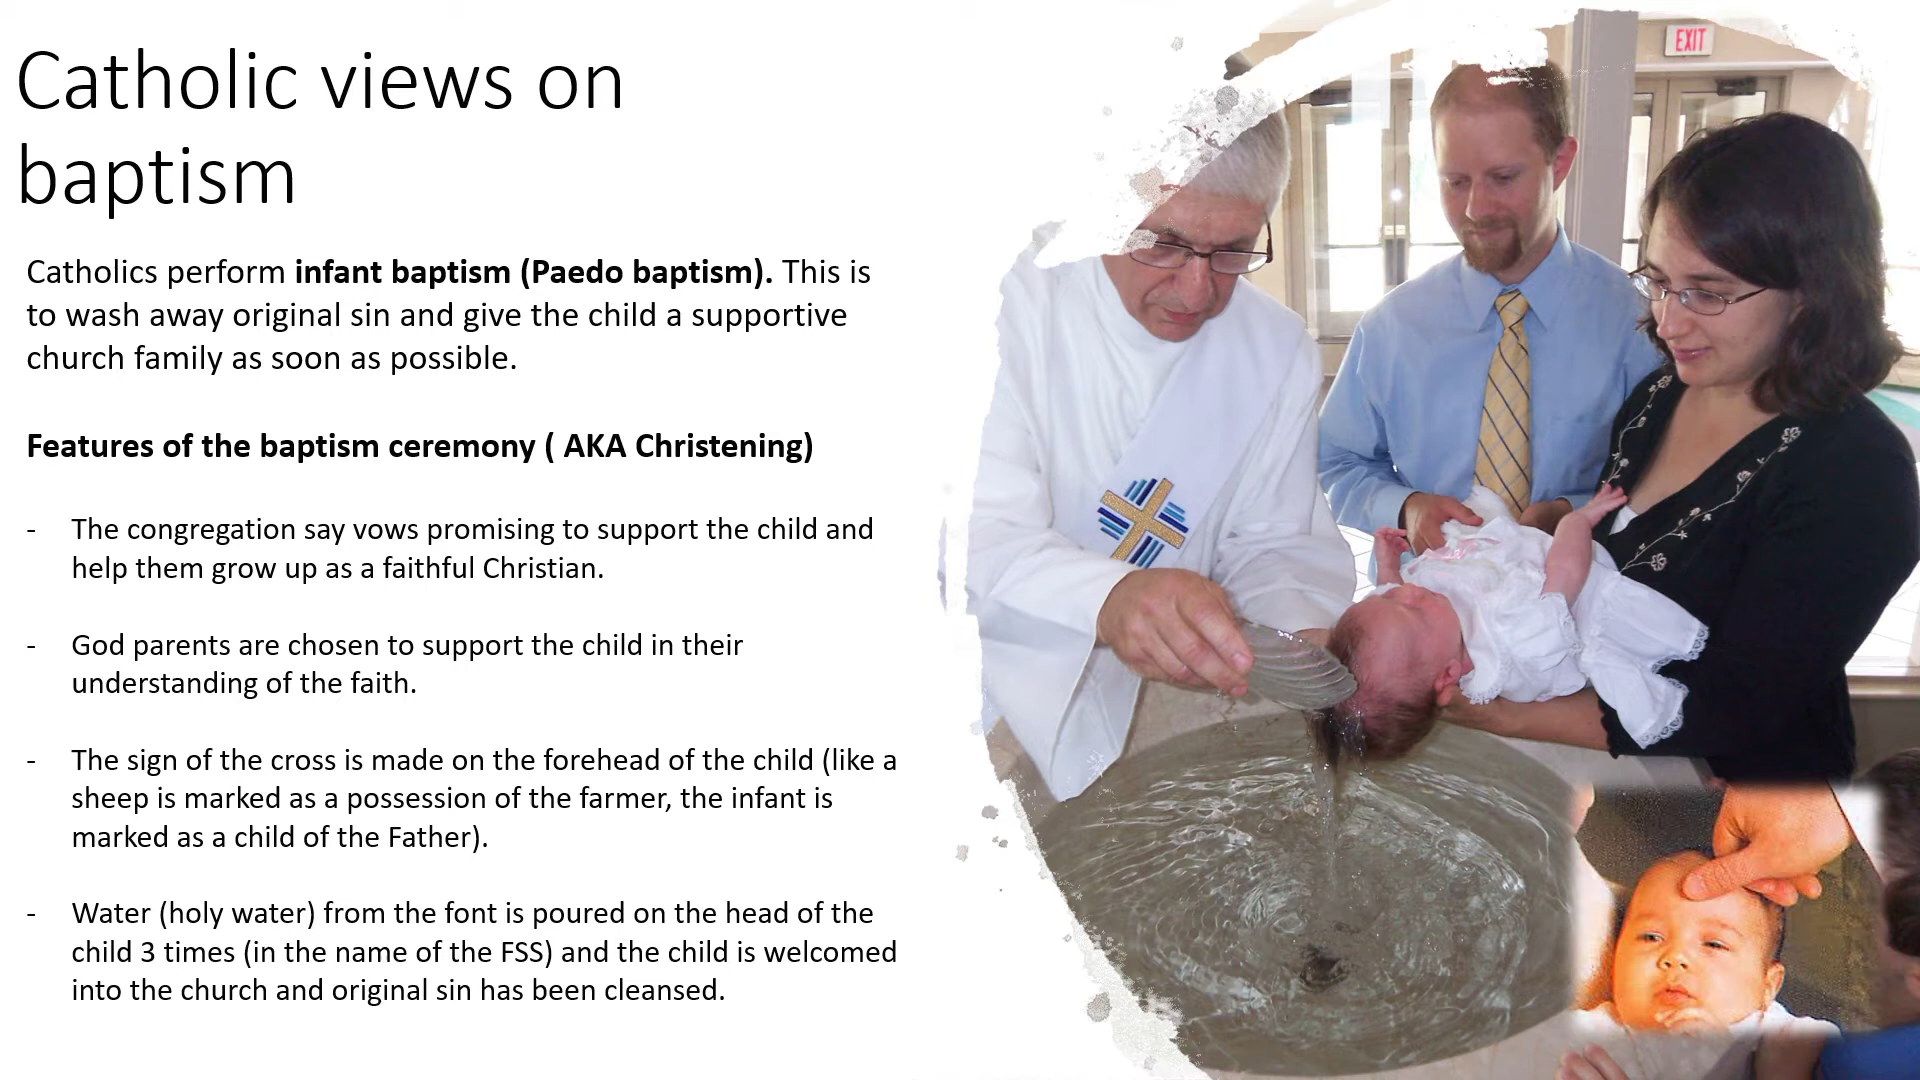 Catholic views on
baptism
EXIT
Catholics perform infant baptism (Paedo baptism). This is
to wash away original sin and give the child a supportive
church family as soon as possible.
Features of the baptism ceremony ( AKA Christening)
- The congregation say vows promising to support the child and
help them grow up as a faithful Christian.
- God parents are chosen to support the child in their
understanding of the faith.
- The sign of the cross is made on the forehead of the child (like a
sheep is marked as a possession of the farmer, the infant is
marked as a child of the Father).
- Water (holy water) from the font is poured on the head of the
child 3 times (in the name of the FSS) and the child is welcomed
into the church and original sin has been cleansed.